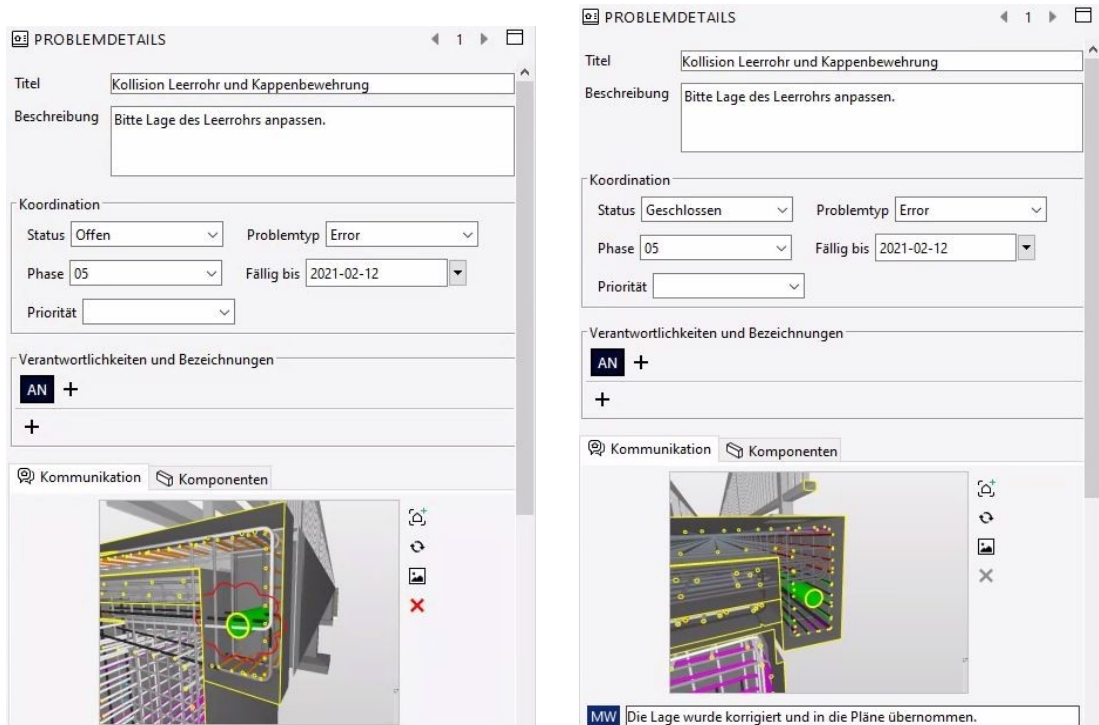 PROBLEMDETAILS
1
Titel
Kollision Leerrohr und Kappenbewehrung
Beschreibung
Bitte Lage des Leerrohrs anpassen.
Koordination
Status Offen
Problemtyp Error
Phase 05
Fällig bis 2021-02-12
Priorität
Verantwortlichkeiten und Bezeichnungen
AN +
+
Kommunikation
Komponenten
PROBLEMDETAILS
1
Titel
Kollision Leerrohr und Kappenbewehrung
Beschreibung
Bitte Lage des Leerrohrs anpassen.
Koordination
Status Geschlossen
Problemtyp Error
Phase 05
Fällig bis 2021-02-12
Priorität
Verantwortlichkeiten und Bezeichnungen
AN +
+
Kommunikation
Komponenten
MW Die Lage wurde korrigiert und in die Pläne übernommen.